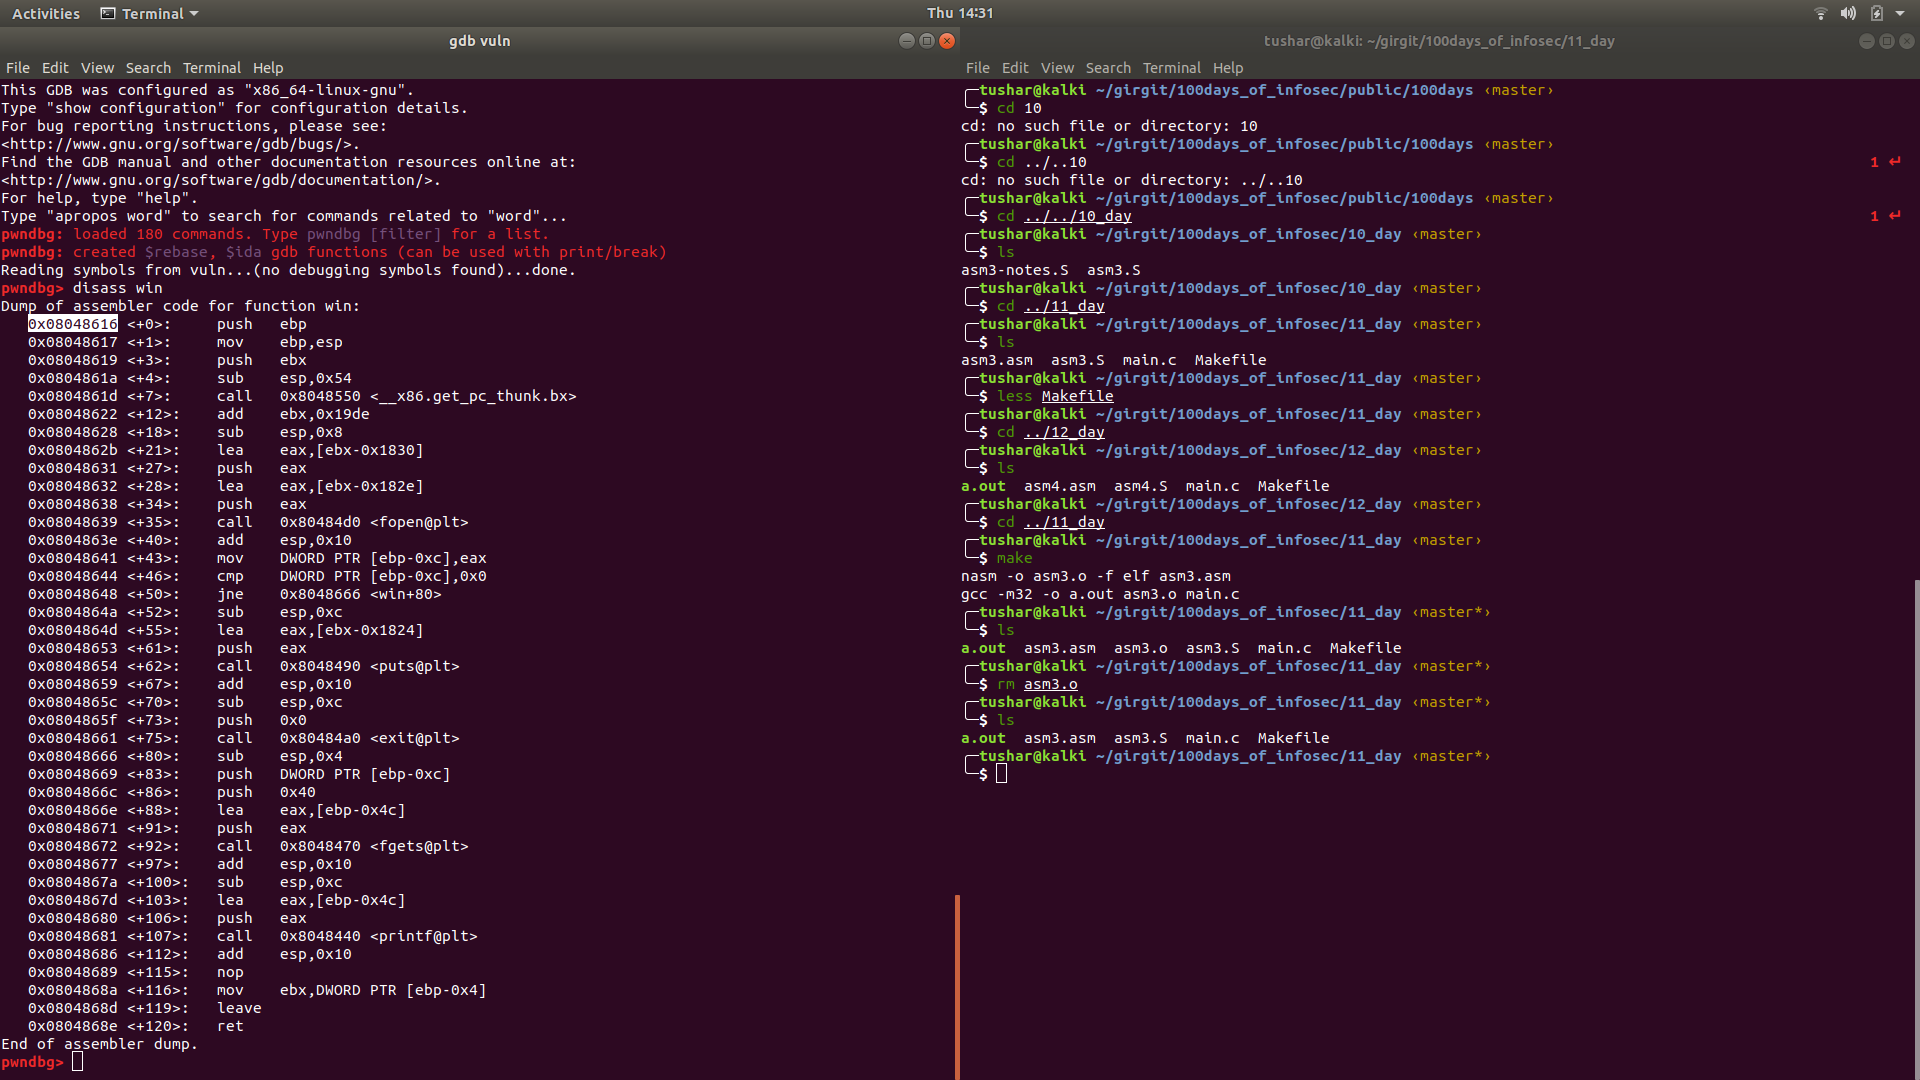 Activities Terminal Thu 14:31
gdb vuln
File Edit View Search Terminal Help
This GDB was configured as "x86_64-linux-gnu".
Type "show configuration" for configuration details.
For bug reporting instructions, please see:
<http://www.gnu.org/software/gdb/bugs/>.
Find the GDB manual and other documentation resources online at:
<http://www.gnu.org/software/gdb/documentation/>.
For help, type "help".
Type "apropos word" to search for commands related to "word"...
pwndbg: loaded 180 commands. Type pwndbg [filter] for a list.
pwndbg: created $rebase, $ida gdb functions (can be used with print/break)
Reading symbols from vuln...(no debugging symbols found)...done.
pwndbg> disass win
Dump of assembler code for function win:
   0x08048616 <+0>:     push   ebp
   0x08048617 <+1>:     mov    ebp,esp
   0x08048619 <+3>:     push   ebx
   0x0804861a <+4>:     sub    esp,0x54
   0x0804861d <+7>:     call   0x8048550 <__x86.get_pc_thunk.bx>
   0x08048622 <+12>:    add    ebx,0x19de
   0x08048628 <+18>:    sub    esp,0x8
   0x0804862b <+21>:    lea    eax,[ebx-0x1830]
   0x08048631 <+27>:    push   eax
   0x08048632 <+28>:    lea    eax,[ebx-0x182e]
   0x08048638 <+34>:    push   eax
   0x08048639 <+35>:    call   0x80484d0 <fopen@plt>
   0x0804863e <+40>:    add    esp,0x10
   0x08048641 <+43>:    mov    DWORD PTR [ebp-0xc],eax
   0x08048644 <+46>:    cmp    DWORD PTR [ebp-0xc],0x0
   0x08048648 <+50>:    jne    0x8048666 <win+80>
   0x0804864a <+52>:    sub    esp,0xc
   0x0804864d <+55>:    lea    eax,[ebx-0x1824]
   0x08048653 <+61>:    push   eax
   0x08048654 <+62>:    call   0x8048490 <puts@plt>
   0x08048659 <+67>:    add    esp,0x10
   0x0804865c <+70>:    sub    esp,0xc
   0x0804865f <+73>:    push   0x0
   0x08048661 <+75>:    call   0x80484a0 <exit@plt>
   0x08048666 <+80>:    sub    esp,0x4
   0x08048669 <+83>:    push   DWORD PTR [ebp-0xc]
   0x0804866c <+86>:    push   0x40
   0x0804866e <+88>:    lea    eax,[ebp-0x4c]
   0x08048671 <+91>:    push   eax
   0x08048672 <+92>:    call   0x8048470 <fgets@plt>
   0x08048677 <+97>:    add    esp,0x10
   0x0804867a <+100>:   sub    esp,0xc
   0x0804867d <+103>:   lea    eax,[ebp-0x4c]
   0x08048680 <+106>:   push   eax
   0x08048681 <+107>:   call   0x8048440 <printf@plt>
   0x08048686 <+112>:   add    esp,0x10
   0x08048689 <+115>:   nop
   0x0804868a <+116>:   mov    ebx,DWORD PTR [ebp-0x4]
   0x0804868d <+119>:   leave
   0x0804868e <+120>:   ret
End of assembler dump.
pwndbg>
tushar@kalki: ~/girgit/100days_of_infosec/11_day
File Edit View Search Terminal Help
╭─tushar@kalki ~/girgit/100days_of_infosec/public/100days ‹master›
╰─$ cd 10
cd: no such file or directory: 10
╭─tushar@kalki ~/girgit/100days_of_infosec/public/100days ‹master›
╰─$ cd ../..10 1 ↵
cd: no such file or directory: ../..10
╭─tushar@kalki ~/girgit/100days_of_infosec/public/100days ‹master›
╰─$ cd ../../10_day 1 ↵
╭─tushar@kalki ~/girgit/100days_of_infosec/10_day ‹master›
╰─$ ls
asm3-notes.S  asm3.S
╭─tushar@kalki ~/girgit/100days_of_infosec/10_day ‹master›
╰─$ cd ../11_day
╭─tushar@kalki ~/girgit/100days_of_infosec/11_day ‹master›
╰─$ ls
asm3.asm  asm3.S  main.c  Makefile
╭─tushar@kalki ~/girgit/100days_of_infosec/11_day ‹master›
╰─$ less Makefile
╭─tushar@kalki ~/girgit/100days_of_infosec/11_day ‹master›
╰─$ cd ../12_day
╭─tushar@kalki ~/girgit/100days_of_infosec/12_day ‹master›
╰─$ ls
a.out  asm4.asm  asm4.S  main.c  Makefile
╭─tushar@kalki ~/girgit/100days_of_infosec/12_day ‹master›
╰─$ cd ../11_day
╭─tushar@kalki ~/girgit/100days_of_infosec/11_day ‹master›
╰─$ make
nasm -o asm3.o -f elf asm3.asm
gcc -m32 -o a.out asm3.o main.c
╭─tushar@kalki ~/girgit/100days_of_infosec/11_day ‹master*›
╰─$ ls
a.out  asm3.asm  asm3.o  asm3.S  main.c  Makefile
╭─tushar@kalki ~/girgit/100days_of_infosec/11_day ‹master*›
╰─$ rm asm3.o
╭─tushar@kalki ~/girgit/100days_of_infosec/11_day ‹master*›
╰─$ ls
a.out  asm3.asm  asm3.S  main.c  Makefile
╭─tushar@kalki ~/girgit/100days_of_infosec/11_day ‹master*›
╰─$